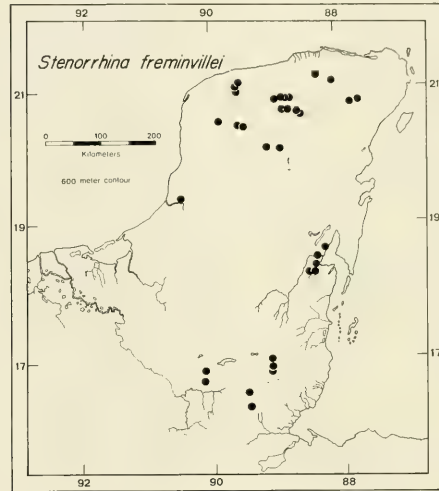 92 90 88
Stenorrhina freminvillei
21 21
0 100 200
Kilometers
600 meter contour
19 19
17 17
92 90 88